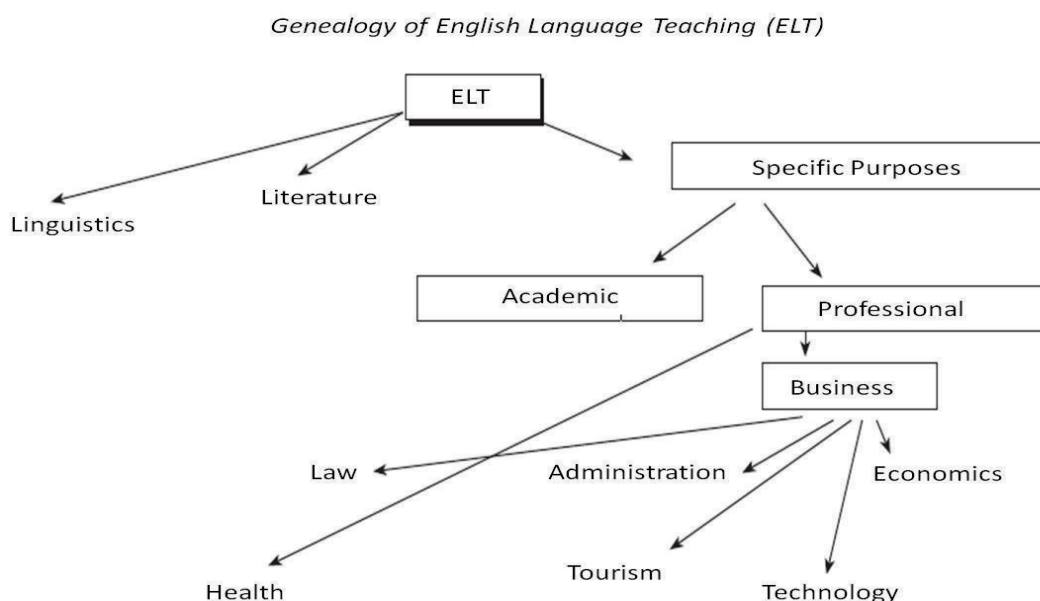 Genealogy of English Language Teaching (ELT)
ELT
Specific Purposes
Literature
Linguistics
Academic
Professional
Business
Law
Administration
Economics
Tourism
Health
Technology